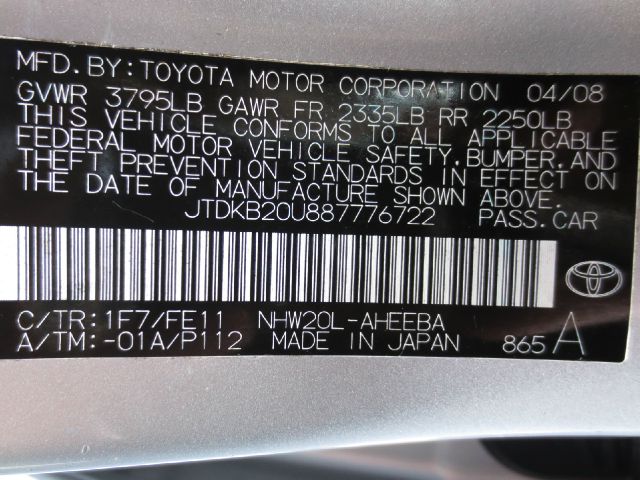 MFD.BY:TOYOTA MOTOR CORPORATION 04/08
GVWR 3795LB GAWR FR 2335LB RR 2250LB
THIS VEHICLE CONFORMS TO ALL APPLICABLE
FEDERAL MOTOR VEHICLE SAFETY,BUMPER,AND
THEFT PREVENTION STANDARDS IN EFFECT ON
THE DATE OF MANUFACTURE SHOWN ABOVE.
JTDKB20U887776722 PASS.CAR
C/TR:1F7/FE11 NHW20L-AHEEBA
A/TM:-01A/P112 MADE IN JAPAN 865 A